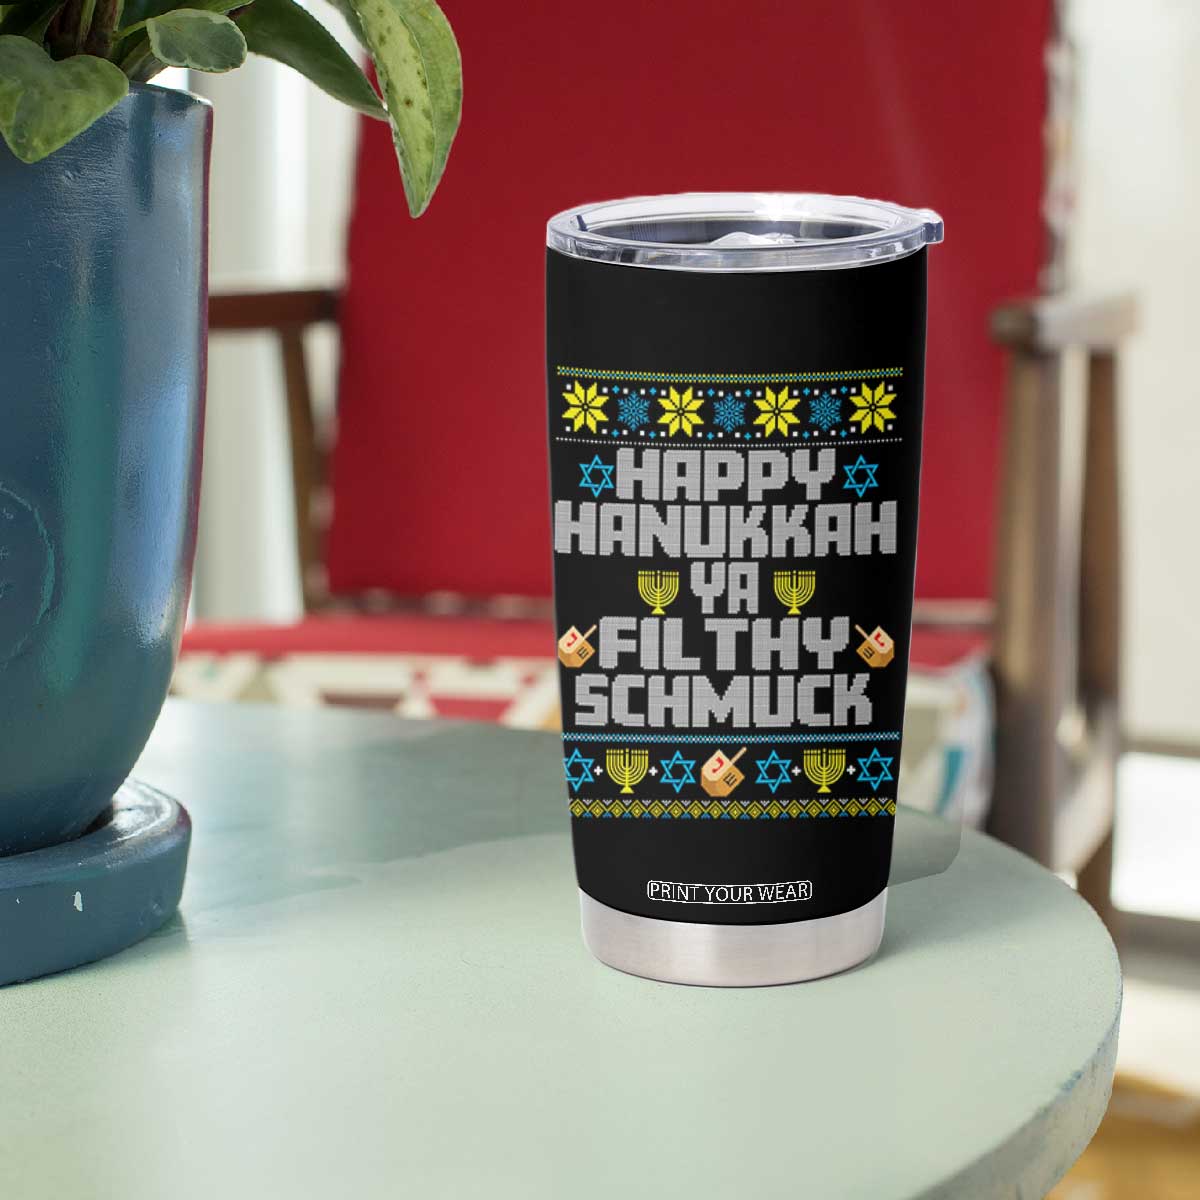 HAPPY
HANUKKAH
YA
FILTHY
SCHMUCK
PRINT YOUR WEAR